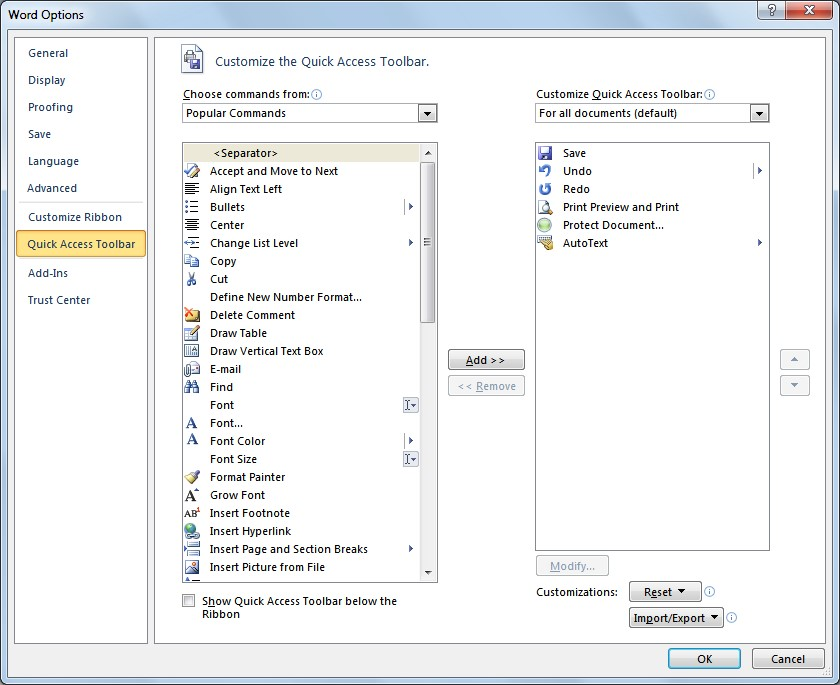 Word Options
General
Display
Proofing
Save
Language
Advanced
Customize Ribbon
Quick Access Toolbar
Add-Ins
Trust Center
Customize the Quick Access Toolbar.
Choose commands from:
Popular Commands
<Separator>
Accept and Move to Next
Align Text Left
Bullets
Center
Change List Level
Copy
Cut
Define New Number Format...
Delete Comment
Draw Table
Draw Vertical Text Box
E-mail
Find
Font
Font...
Font Color
Font Size
Format Painter
Grow Font
Insert Footnote
Insert Hyperlink
Insert Page and Section Breaks
Insert Picture from File
Show Quick Access Toolbar below the
Ribbon
Add >>
<< Remove
Customize Quick Access Toolbar:
For all documents (default)
Save
Undo
Redo
Print Preview and Print
Protect Document...
AutoText
Modify...
Customizations:
Reset
Import/Export
OK
Cancel